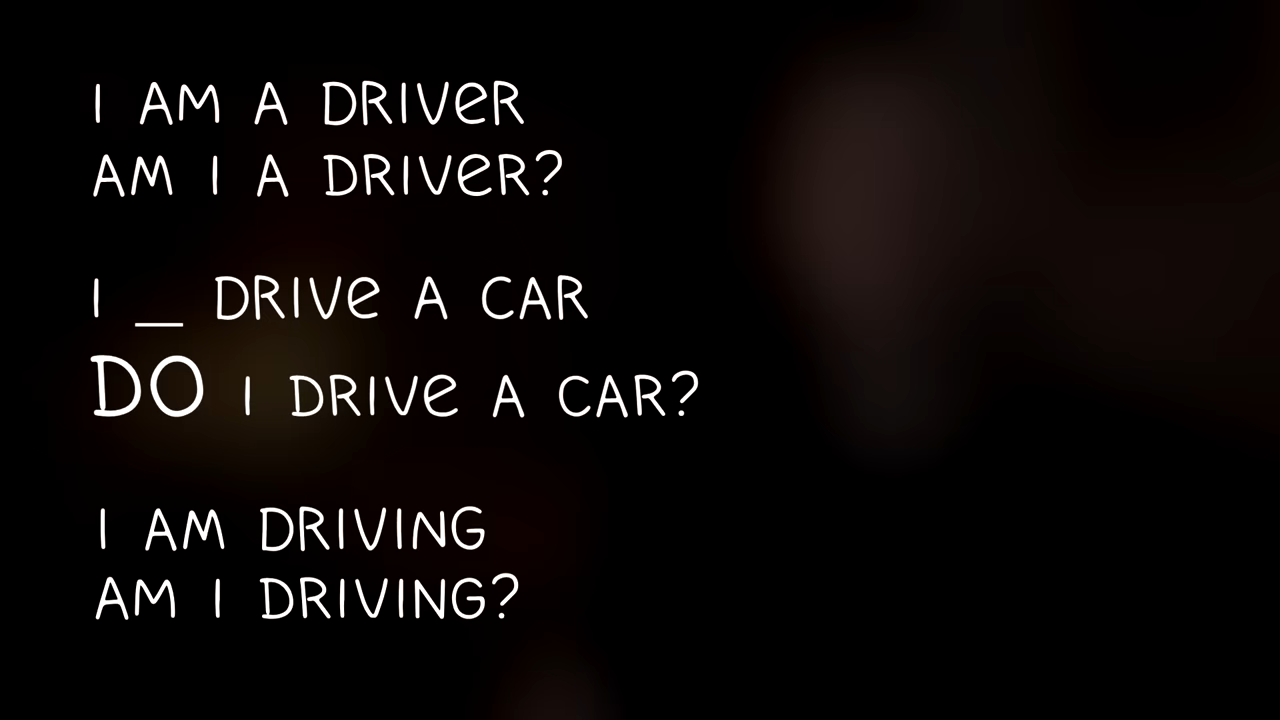 I AM A DRIVER
AM I A DRIVER?
I _ DRIVE A CAR
DO I DRIVE A CAR?
I AM DRIVING
AM I DRIVING?